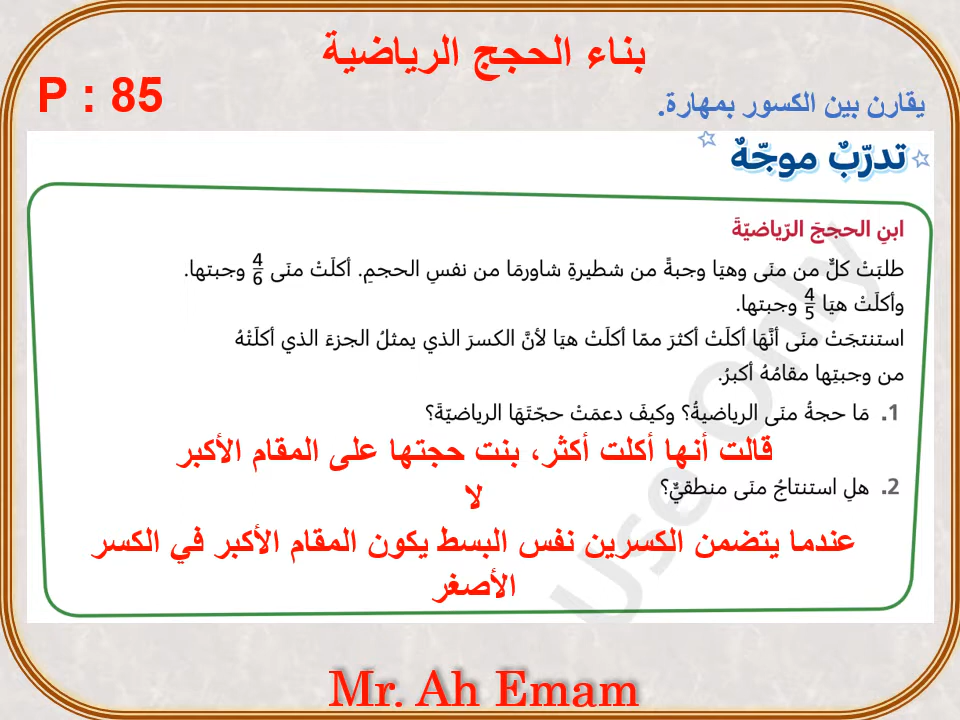 بناء الحجج الرياضية
P : 85
يقارن بين الكسور بمهارة.
تدرّبٌ موجّهٌ
ابنِ الحججَ الرّياضيّةَ
طلبَتْ كلٌّ من منَى وهيَا وجبةً من شطيرةِ شاورمَا من نفسِ الحجمِ. أكلَتْ منَى 4/6 وجبتها.
وأكلَتْ هيَا 4/5 وجبتها.
استنتجَتْ منَى أنَّهَا أكلَتْ أكثرَ ممّا أكلَتْ هيَا لأنَّ الكسرَ الذي يمثلُ الجزءَ الذي أكلَتْهُ
من وجبتِها مقامُهُ أكبرُ.
1. مَا حجةُ منَى الرياضيةُ؟ وكيفَ دعمَتْ حجّتَهَا الرياضيّةَ؟
قالت أنها أكلت أكثر، بنت حجتها على المقام الأكبر
2. هلِ استنتاجُ منَى منطقيٌّ؟
لا
عندما يتضمن الكسرين نفس البسط يكون المقام الأكبر في الكسر
الأصغر
Use Only
Mr. Ah Emam